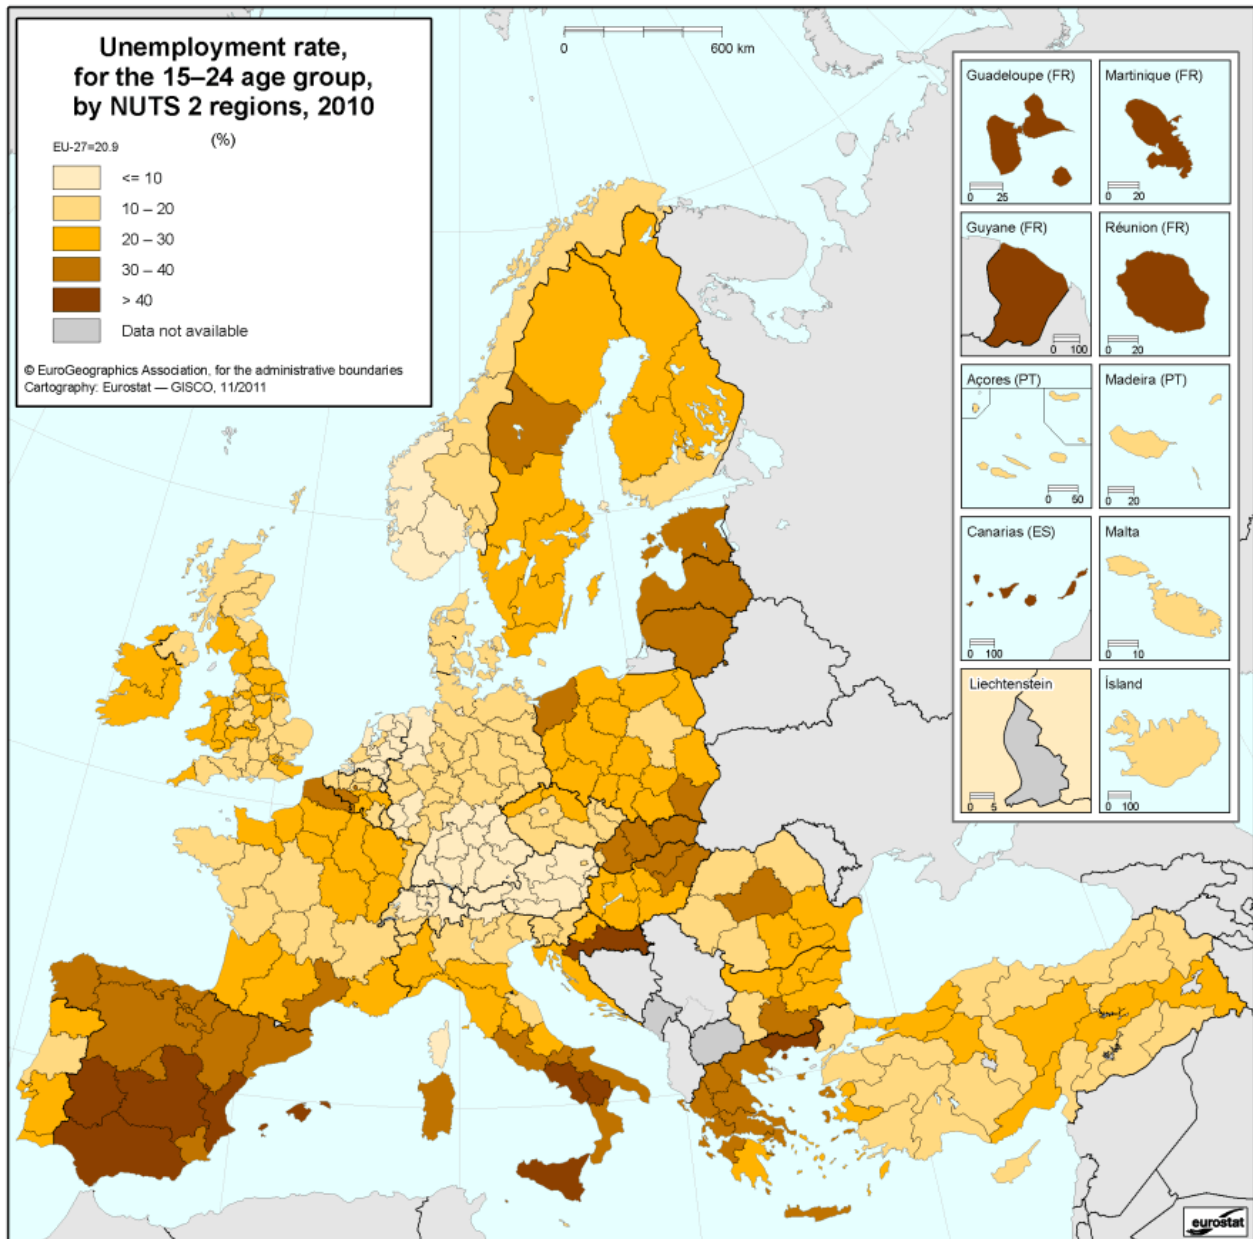 Unemployment rate,
for the 15–24 age group,
by NUTS 2 regions, 2010
(%)
EU-27=20.9
<= 10
10 – 20
20 – 30
30 – 40
> 40
Data not available
© EuroGeographics Association, for the administrative boundaries
Cartography: Eurostat — GISCO, 11/2011
0 600 km
Guadeloupe (FR)
0 25
Martinique (FR)
0 20
Guyane (FR)
0 100
Réunion (FR)
0 20
Açores (PT)
0 50
Madeira (PT)
0 20
Canarias (ES)
0 100
Malta
0 10
Liechtenstein
0 5
Ísland
0 100
eurostat